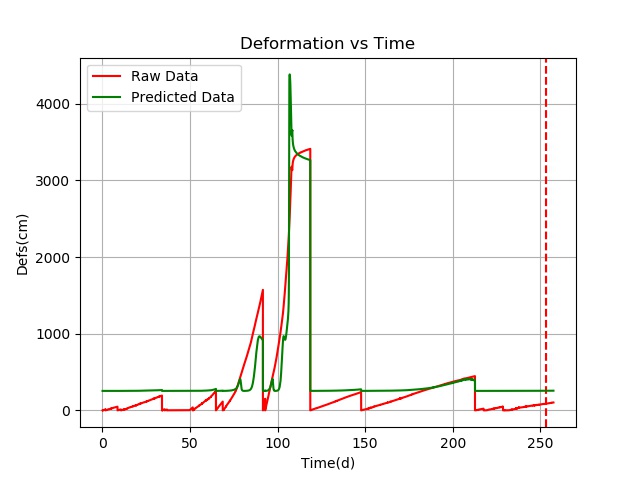 Deformation vs Time
Raw Data
Predicted Data
4000
3000
2000
1000
0
Defs(cm)
0 50 100 150 200 250
Time(d)